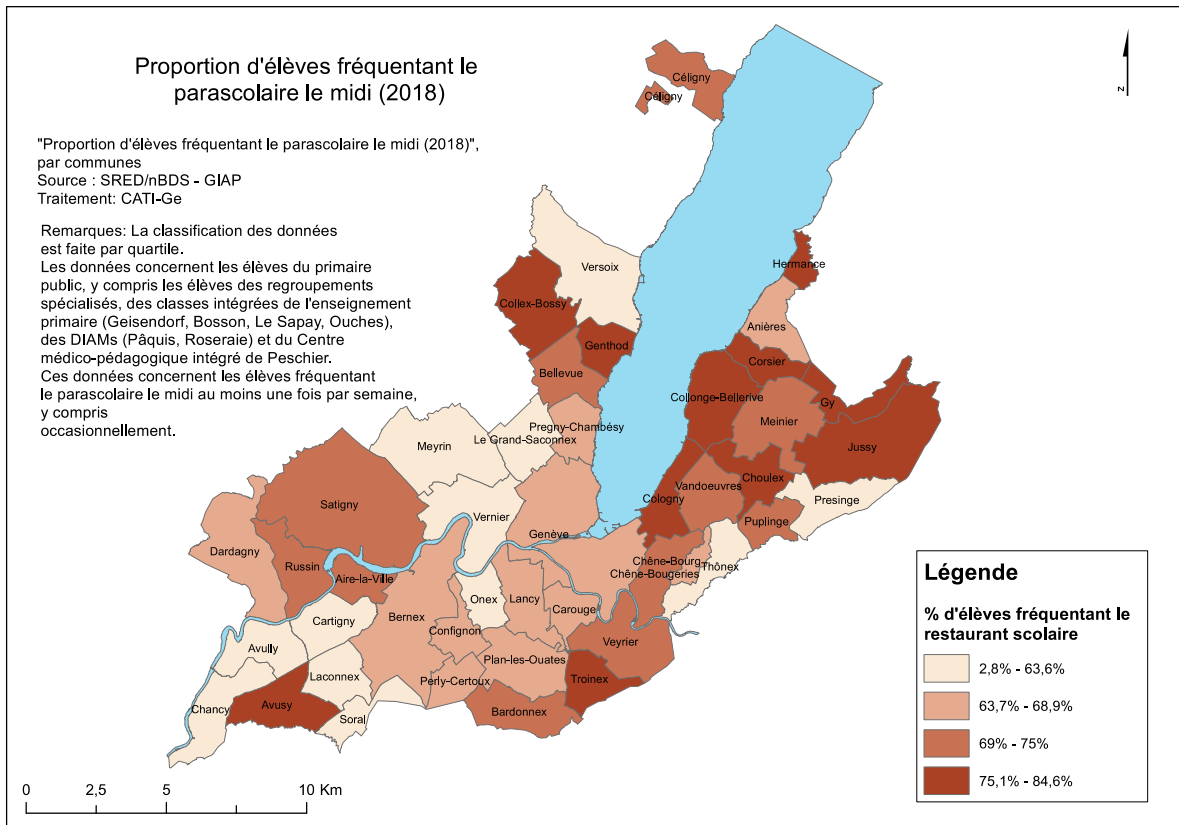 Proportion d'élèves fréquentant le
parascolaire le midi (2018)
"Proportion d'élèves fréquentant le parascolaire le midi (2018)",
par communes
Source : SRED/nBDS - GIAP
Traitement: CATI-Ge
Remarques: La classification des données
est faite par quartile.
Les données concernent les élèves du primaire
public, y compris les élèves des regroupements
spécialisés, des classes intégrées de l'enseignement
primaire (Geisendorf, Bosson, Le Sapay, Ouches),
des DIAMs (Pâquis, Roseraie) et du Centre
médico-pédagogique intégré de Peschier.
Ces données concernent les élèves fréquentant
le parascolaire le midi au moins une fois par semaine,
y compris
occasionnellement.
N
Céligny
Céligny
Versoix
Hermance
Collex-Bossy
Anières
Genthod
Corsier
Bellevue
Collonge-Bellerive
Gy
Meinier
Pregny-Chambésy
Le Grand-Saconnex
Meyrin
Jussy
Choulex
Vandoeuvres
Cologny
Presinge
Satigny
Vernier
Puplinge
Genève
Dardagny
Russin
Aire-la-Ville
Chêne-Bourg
Chêne-Bougeries
Thônex
Onex
Lancy
Carouge
Cartigny
Bernex
Confignon
Veyrier
Avully
Plan-les-Ouates
Laconnex
Perly-Certoux
Troinex
Chancy
Avusy
Soral
Bardonnex
Légende
% d'élèves fréquentant le
restaurant scolaire
2,8% - 63,6%
63,7% - 68,9%
69% - 75%
75,1% - 84,6%
0 2,5 5 10 Km